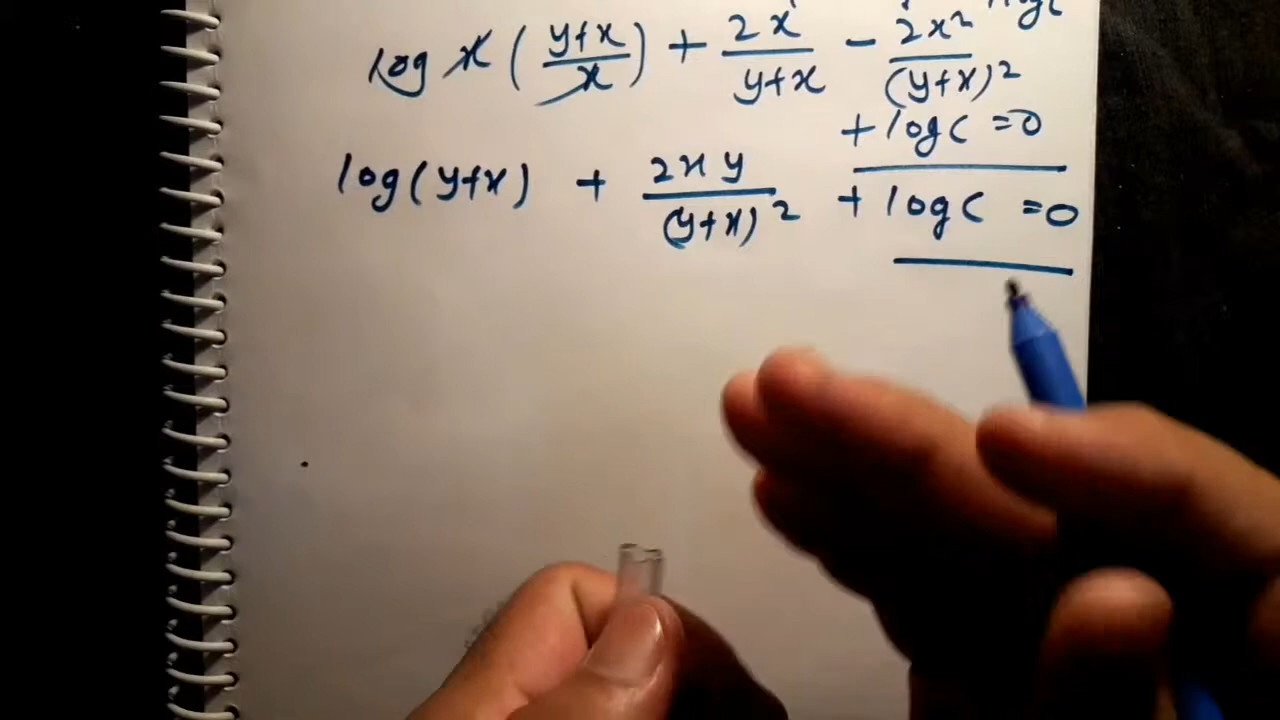 log x ( (y+x)/x ) + 2x/(y+x) - 2x²/(y+x)²
+ log c = 0
log (y+x) + 2xy/(y+x)² + log c = 0